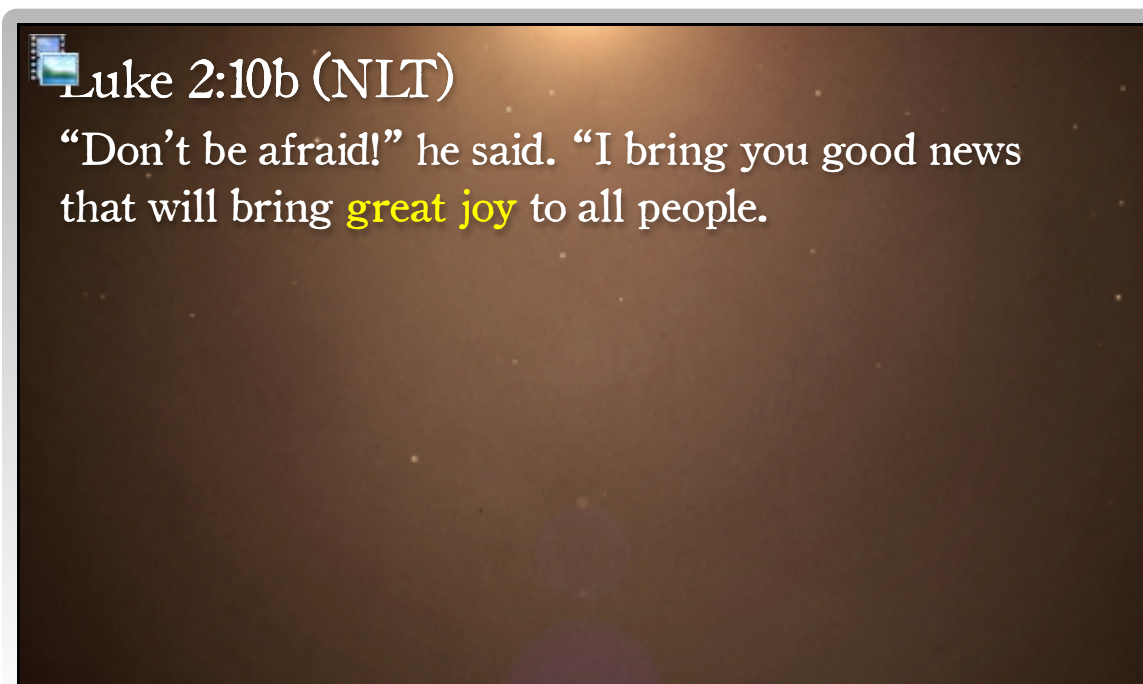 Luke 2:10b (NLT)
“Don’t be afraid!” he said. “I bring you good news
that will bring great joy to all people.